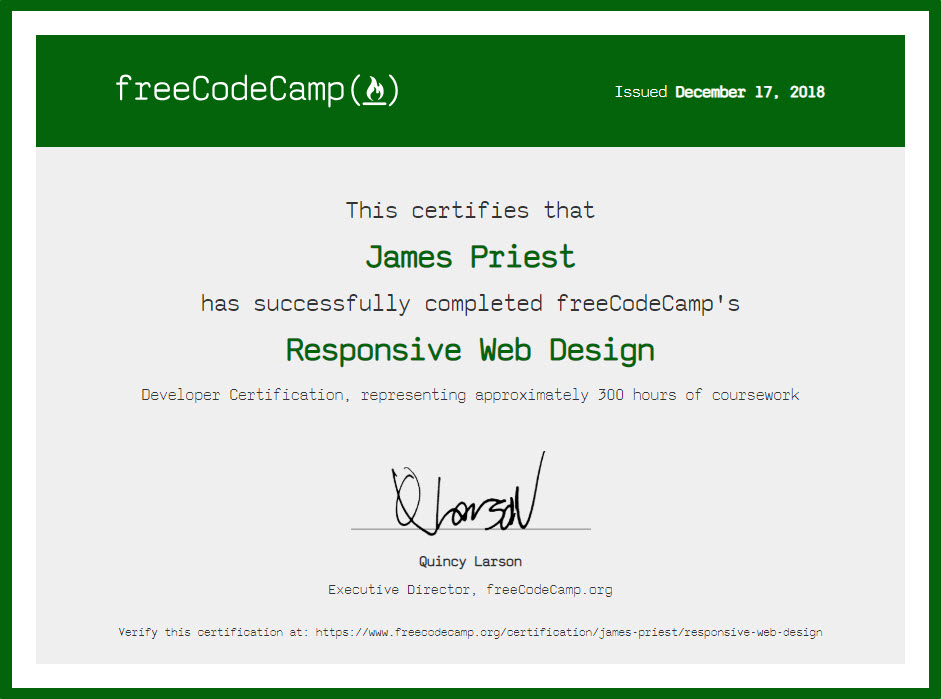 freeCodeCamp(🔥)
Issued December 17, 2018
This certifies that
James Priest
has successfully completed freeCodeCamp's
Responsive Web Design
Developer Certification, representing approximately 300 hours of coursework
Q Larson
Quincy Larson
Executive Director, freeCodeCamp.org
Verify this certification at: https://www.freecodecamp.org/certification/james-priest/responsive-web-design